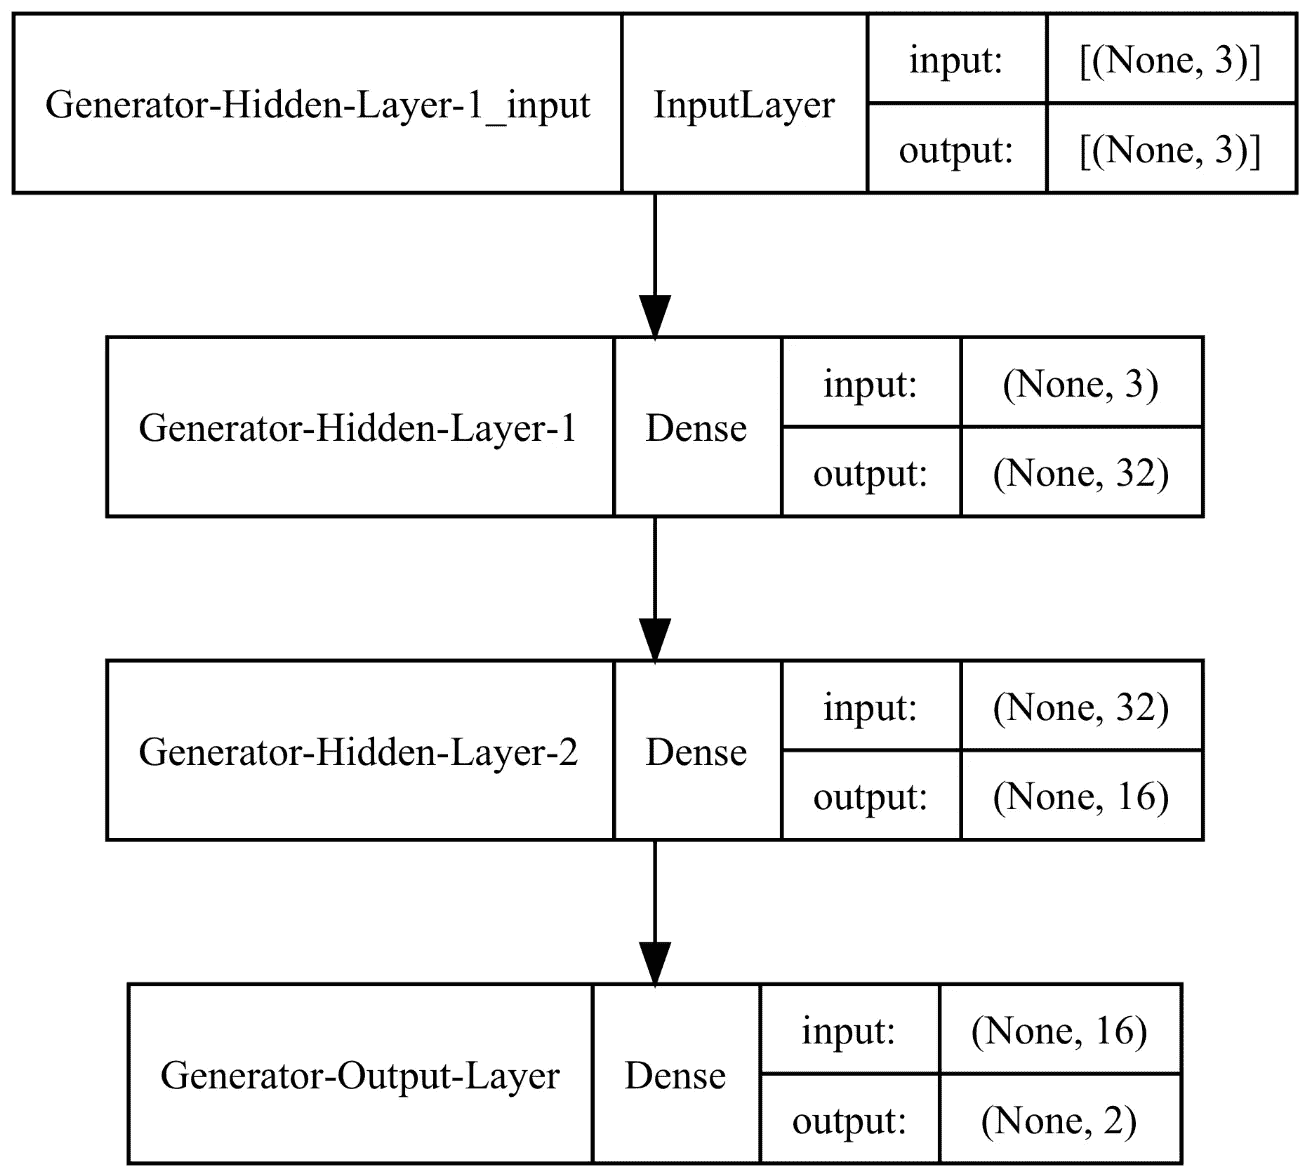 Generator-Hidden-Layer-1_input
InputLayer
input:
[(None, 3)]
output:
[(None, 3)]
Generator-Hidden-Layer-1
Dense
input:
(None, 3)
output:
(None, 32)
Generator-Hidden-Layer-2
Dense
input:
(None, 32)
output:
(None, 16)
Generator-Output-Layer
Dense
input:
(None, 16)
output:
(None, 2)